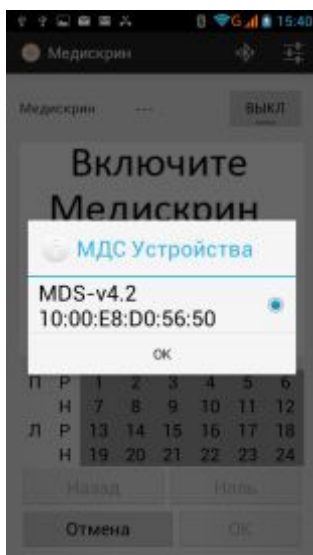 15:40
Медискрин
Медискрин --- ВЫКЛ
Включите
Медискрин
МДС Устройства
MDS-v4.2
10:00:E8:D0:56:50
OK
П Р 1 2 3 4 5 6
Н 7 8 9 10 11 12
Л Р 13 14 15 16 17 18
Н 19 20 21 22 23 24
Назад Ноль
Отмена OK